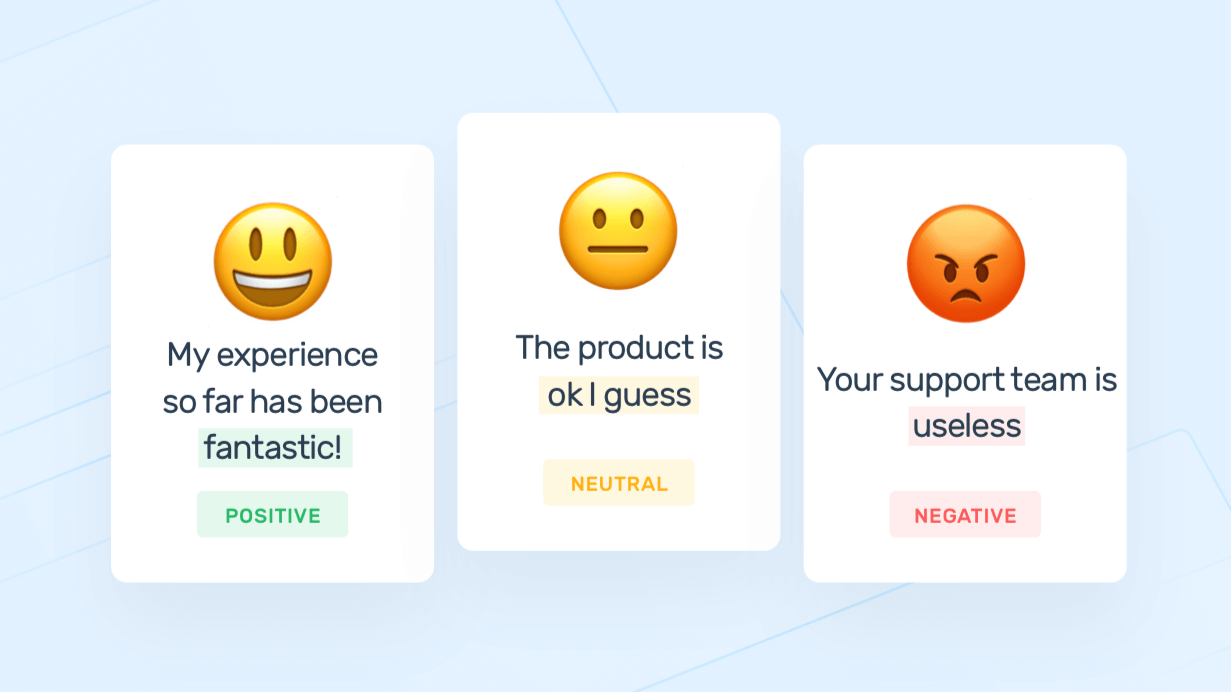 My experience
so far has been
fantastic!
POSITIVE
The product is
ok I guess
NEUTRAL
Your support team is
useless
NEGATIVE